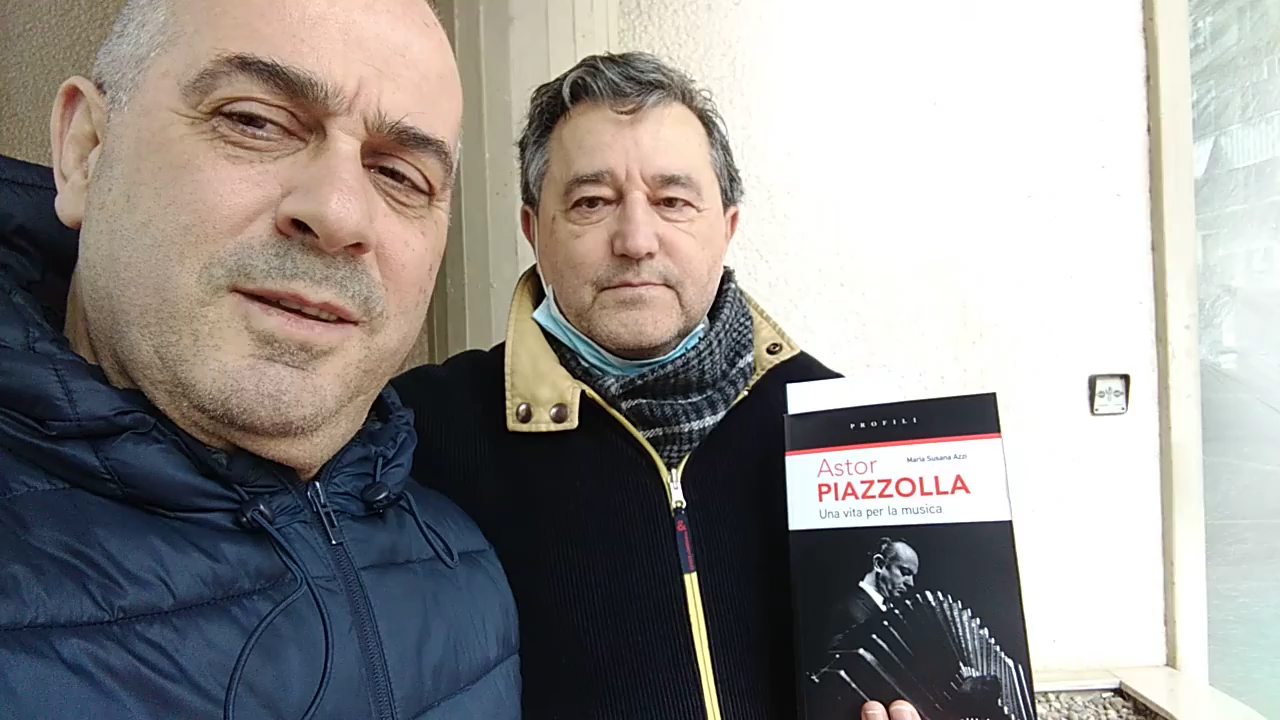 PROFILI
Maria Susana Azzi
Astor
PIAZZOLLA
Una vita per la musica